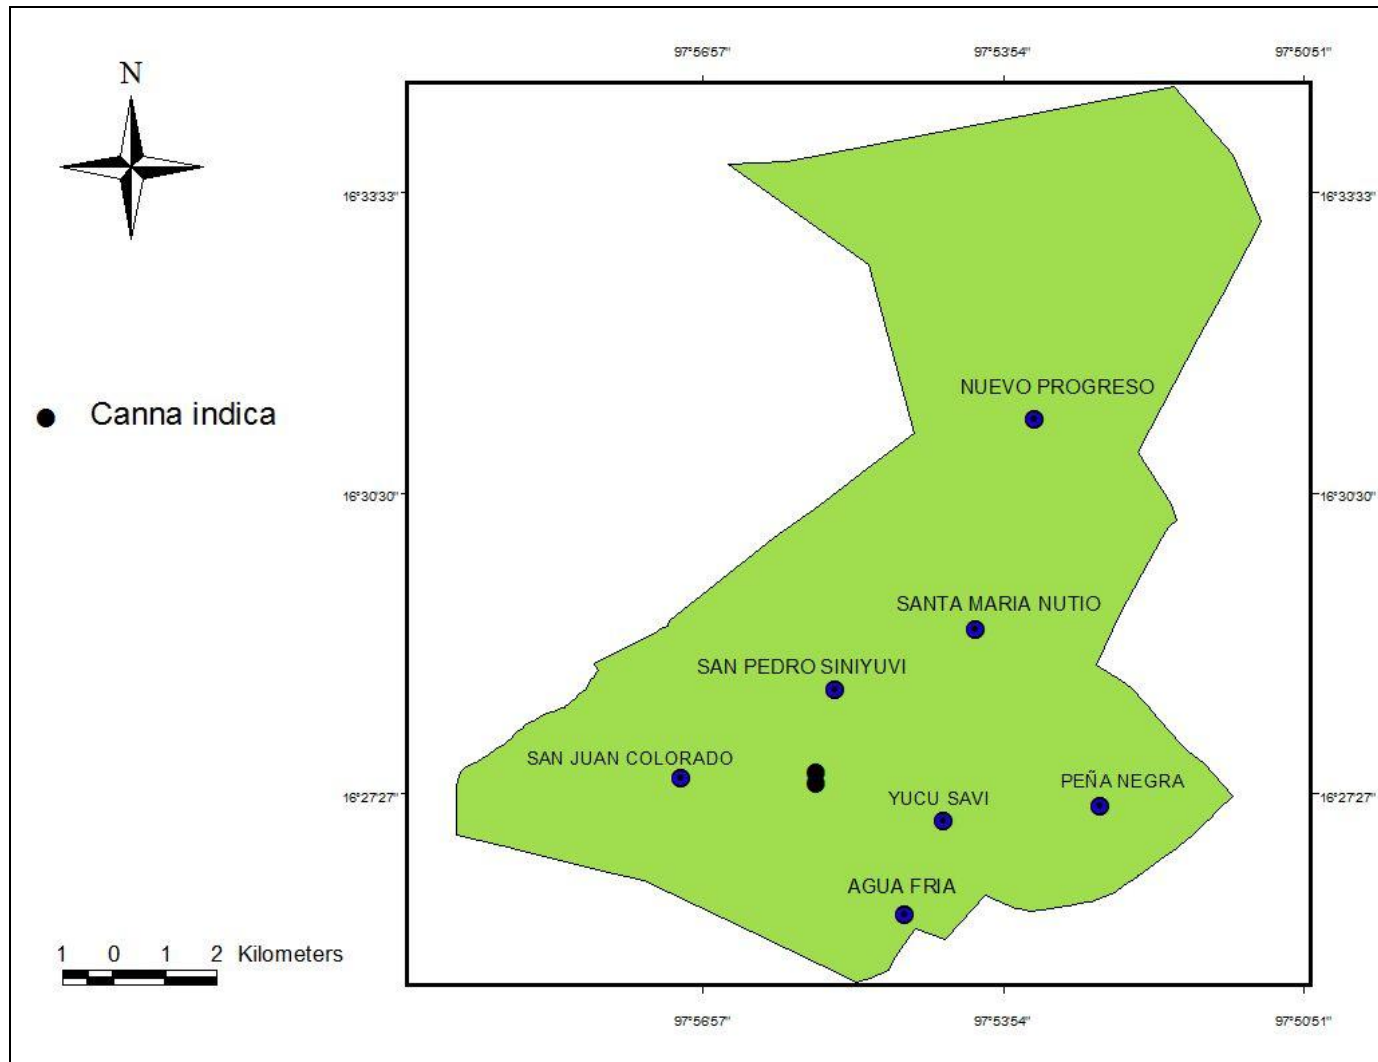 97°56'57" 97°53'54" 97°50'51"
N
16°33'33" 16°33'33"
NUEVO PROGRESO
Canna indica
16°30'30" 16°30'30"
SANTA MARIA NUTIO
SAN PEDRO SINIYUVI
SAN JUAN COLORADO
PEÑA NEGRA
16°27'27" 16°27'27"
YUCU SAVI
AGUA FRIA
1 0 1 2 Kilometers
97°56'57" 97°53'54" 97°50'51"